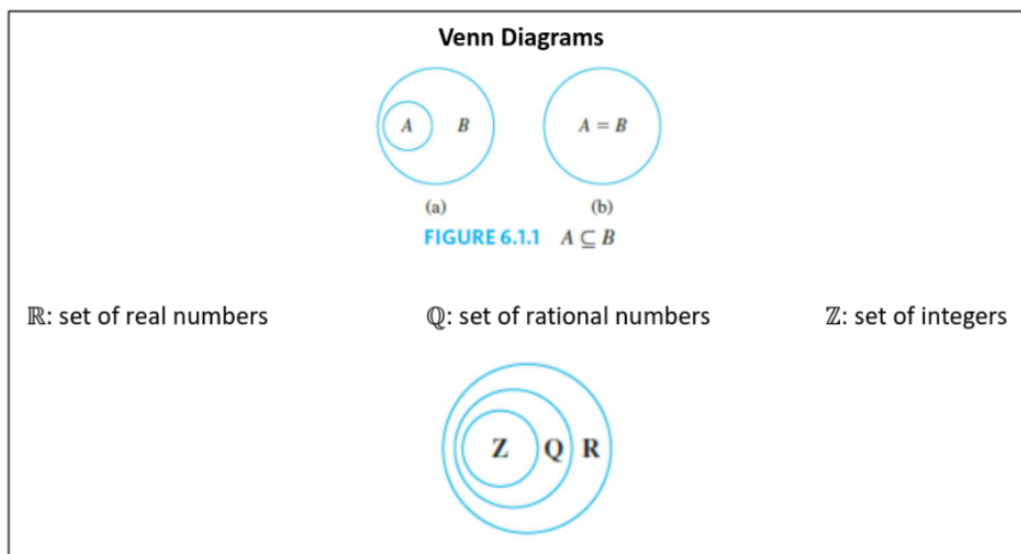 Venn Diagrams
A B
A = B
(a) (b)
FIGURE 6.1.1 A ⊆ B
ℝ: set of real numbers ℚ: set of rational numbers ℤ: set of integers
Z Q R